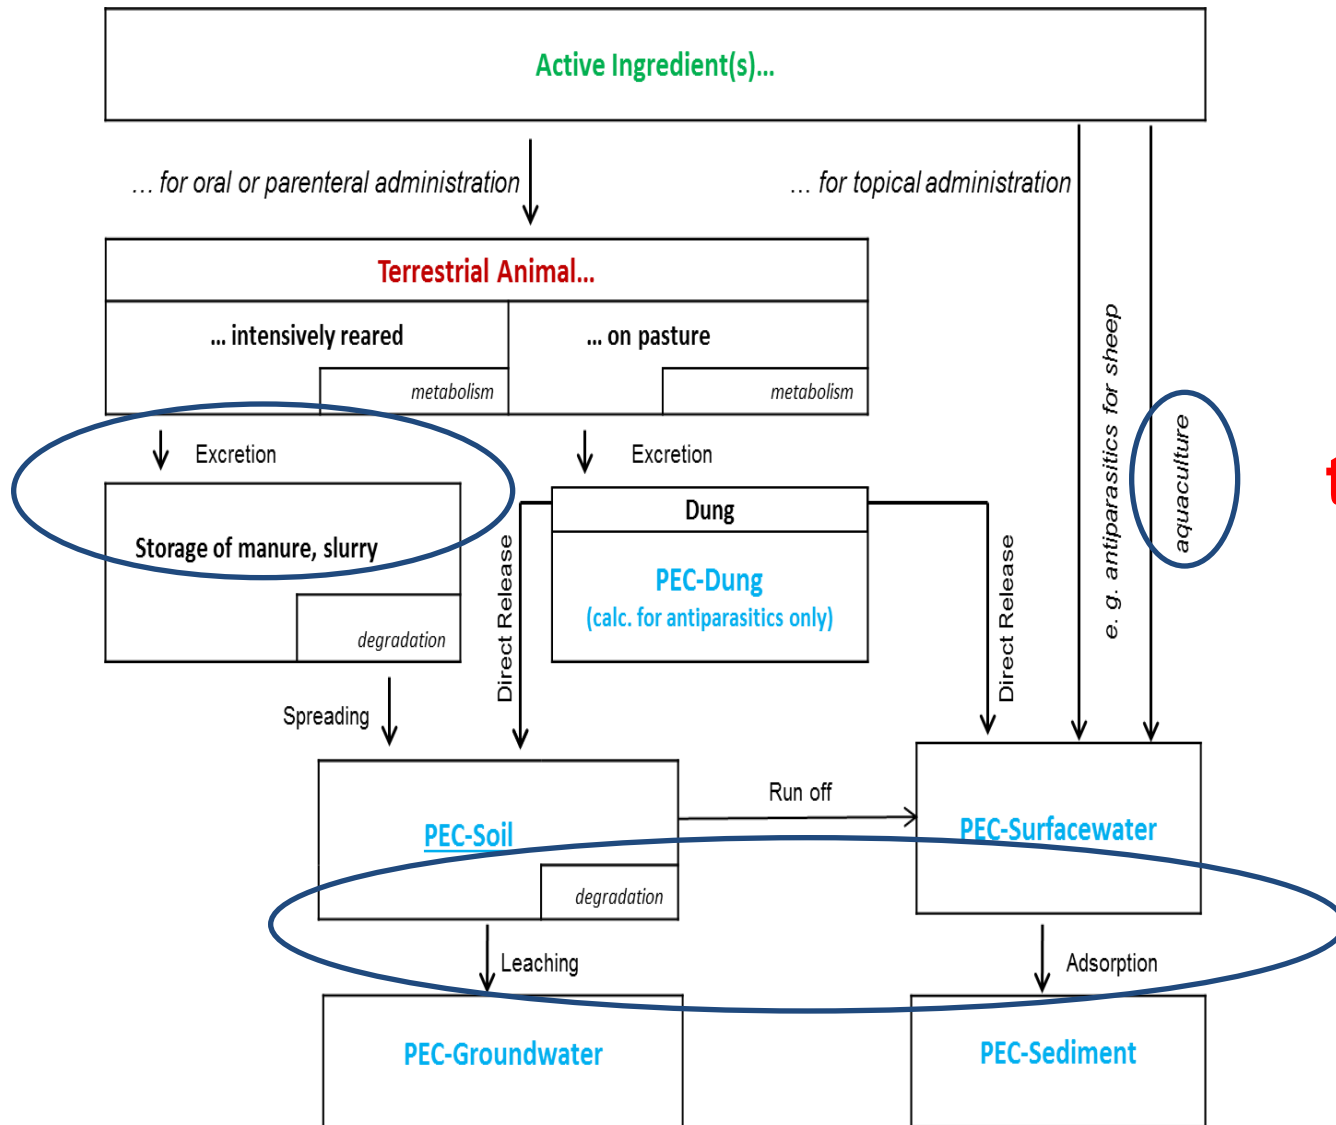 Active Ingredient(s)...
... for oral or parenteral administration
... for topical administration
Terrestrial Animal...
... intensively reared
... on pasture
metabolism
metabolism
e. g. antiparasitics for sheep
aquaculture
Excretion
Excretion
Storage of manure, slurry
degradation
Dung
PEC-Dung
(calc. for antiparasitics only)
Direct Release
Direct Release
Spreading
PEC-Soil
degradation
Run off
PEC-Surfacewater
Leaching
Adsorption
PEC-Groundwater
PEC-Sediment